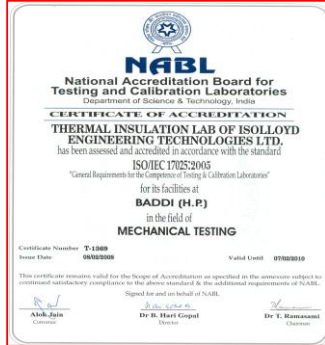 NABL
National Accreditation Board for
Testing and Calibration Laboratories
Department of Science & Technology, India
CERTIFICATE OF ACCREDITATION
THERMAL INSULATION LAB OF ISOLLOYD
ENGINEERING TECHNOLOGIES LTD.
has been assessed and accredited in accordance with the standard
ISO/IEC 17025:2005
"General Requirements for the Competence of Testing & Calibration Laboratories"
for its facilities at
BADDI (H.P.)
in the field of
MECHANICAL TESTING
Certificate Number T-1389
Issue Date 08/02/2008 Valid Until 07/02/2010
This certificate remains valid for the Scope of Accreditation as specified in the annexure subject to
continued satisfactory compliance to the above standard & the additional requirements of NABL.
Signed for and on behalf of NABL
Alok Jain Dr B. Hari Gopal Dr T. Ramasami
Convenor Director Chairman